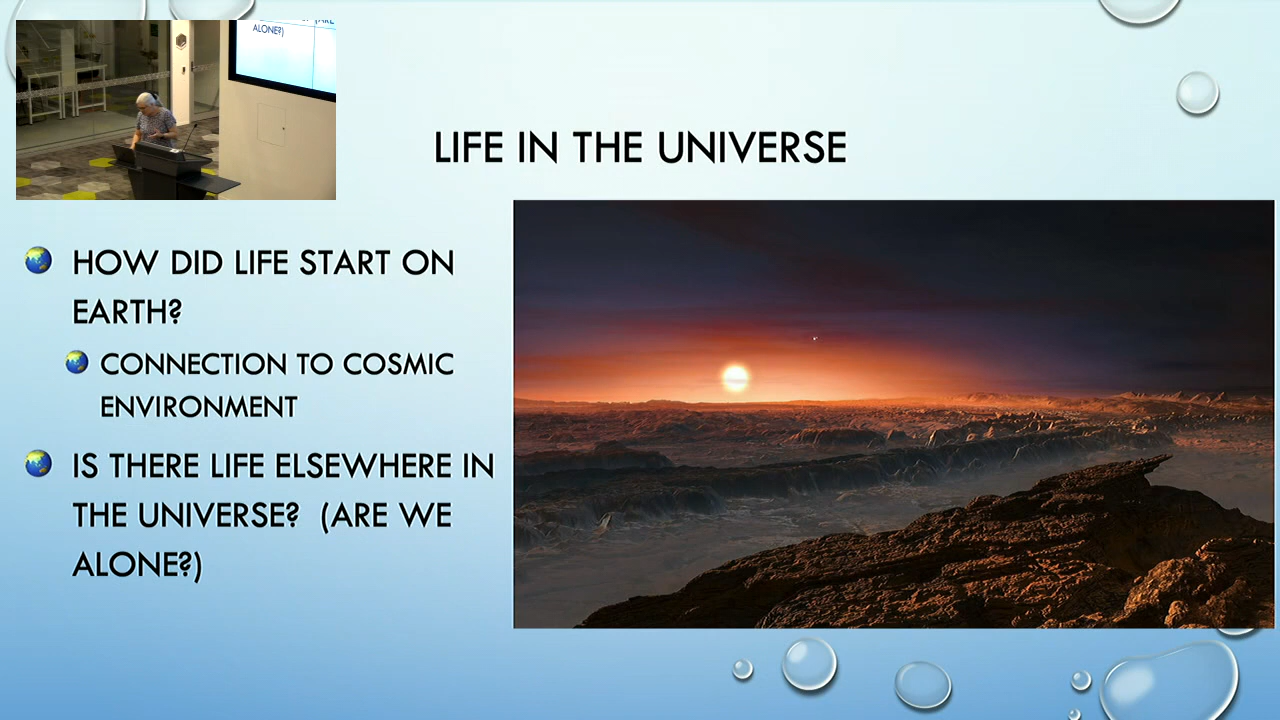 (ARE
ALONE?)
LIFE IN THE UNIVERSE
HOW DID LIFE START ON
EARTH?
CONNECTION TO COSMIC
ENVIRONMENT
IS THERE LIFE ELSEWHERE IN
THE UNIVERSE? (ARE WE
ALONE?)